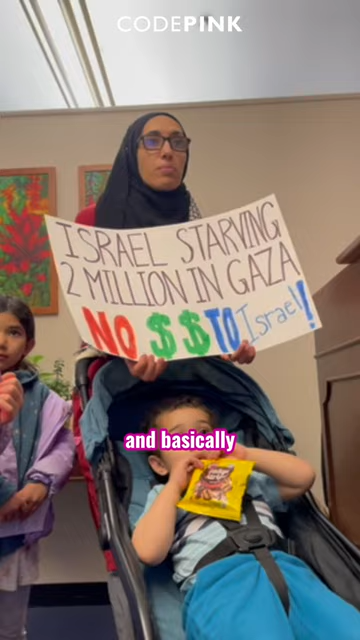 CODEPINK
ISRAEL STARVING
2 MILLION IN GAZA
NO $$ TO Israel!
and basically